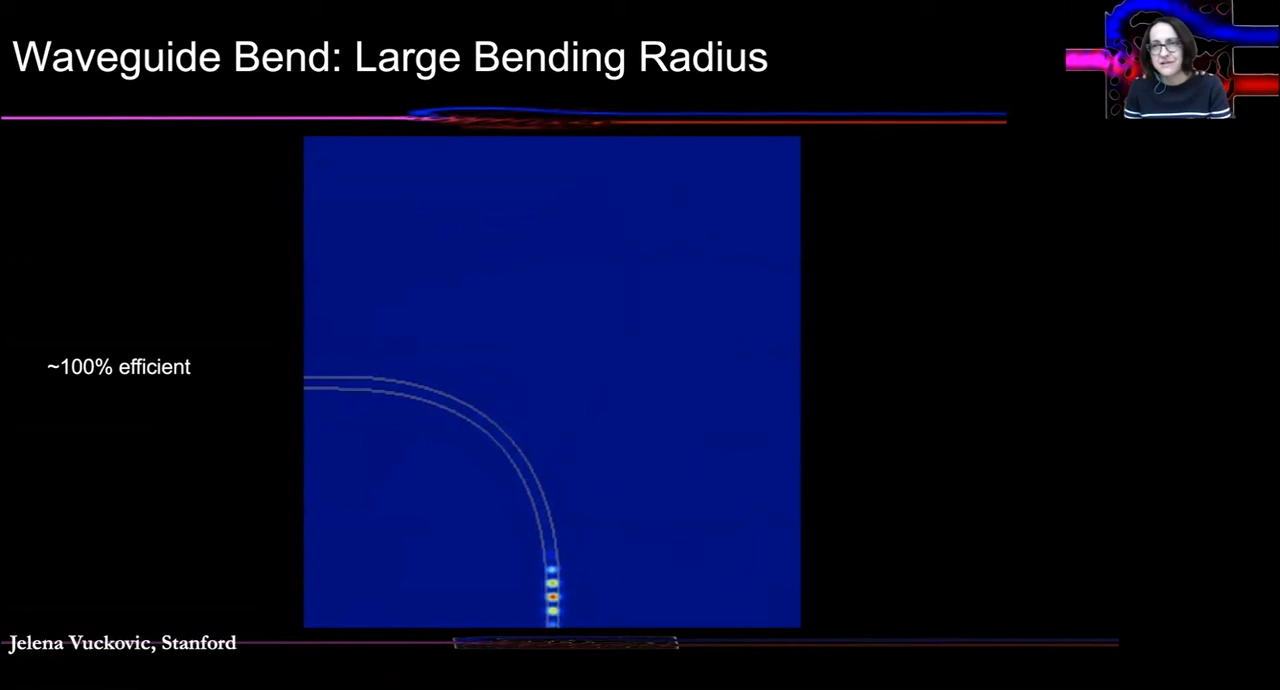 Waveguide Bend: Large Bending Radius
~100% efficient
Jelena Vuckovic, Stanford